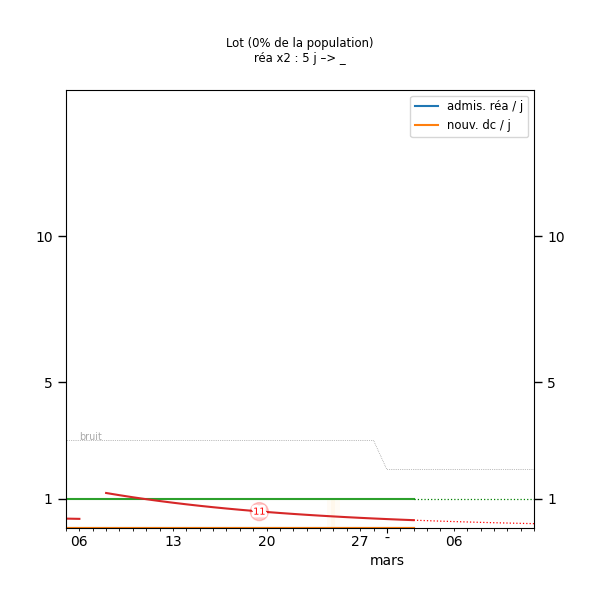 Lot (0% de la population)
réa x2 : 5 j –> _
admis. réa / j
nouv. dc / j
10
10
5
5
bruit
1
1
-11
06
13
20
27
-
06
mars